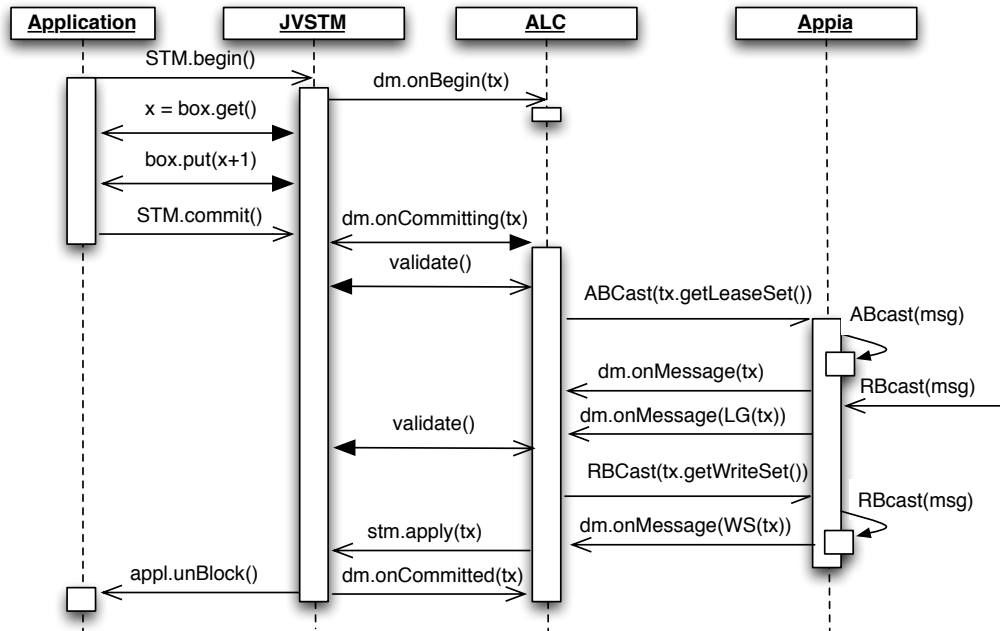 Application
JVSTM
ALC
Appia
STM.begin()
dm.onBegin(tx)
x = box.get()
box.put(x+1)
STM.commit()
dm.onCommitting(tx)
validate()
ABCast(tx.getLeaseSet())
ABcast(msg)
dm.onMessage(tx)
RBcast(msg)
dm.onMessage(LG(tx))
validate()
RBCast(tx.getWriteSet())
RBcast(msg)
dm.onMessage(WS(tx))
stm.apply(tx)
appl.unBlock()
dm.onCommitted(tx)